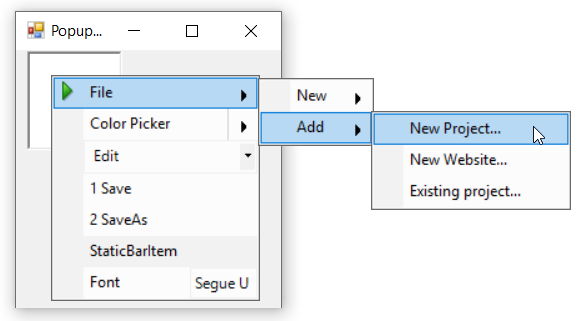 Popup...
File
Color Picker
Edit
1 Save
2 SaveAs
StaticBarItem
Font Segue U
New
Add
New Project...
New Website...
Existing project...